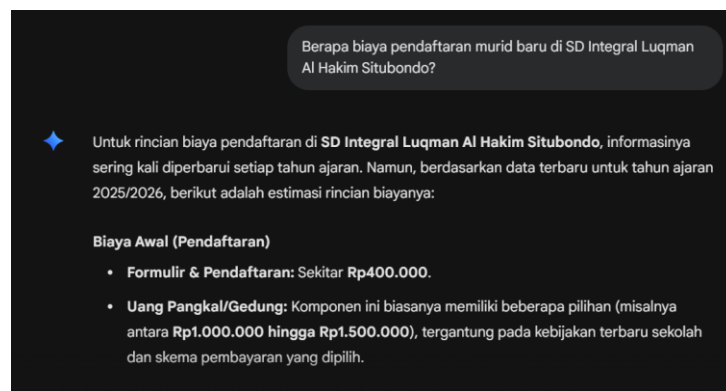 Berapa biaya pendaftaran murid baru di SD Integral Luqman
Al Hakim Situbondo?
Untuk rincian biaya pendaftaran di SD Integral Luqman Al Hakim Situbondo, informasinya
sering kali diperbarui setiap tahun ajaran. Namun, berdasarkan data terbaru untuk tahun ajaran
2025/2026, berikut adalah estimasi rincian biayanya:
Biaya Awal (Pendaftaran)
• Formulir & Pendaftaran: Sekitar Rp400.000.
• Uang Pangkal/Gedung: Komponen ini biasanya memiliki beberapa pilihan (misalnya
antara Rp1.000.000 hingga Rp1.500.000), tergantung pada kebijakan terbaru sekolah
dan skema pembayaran yang dipilih.